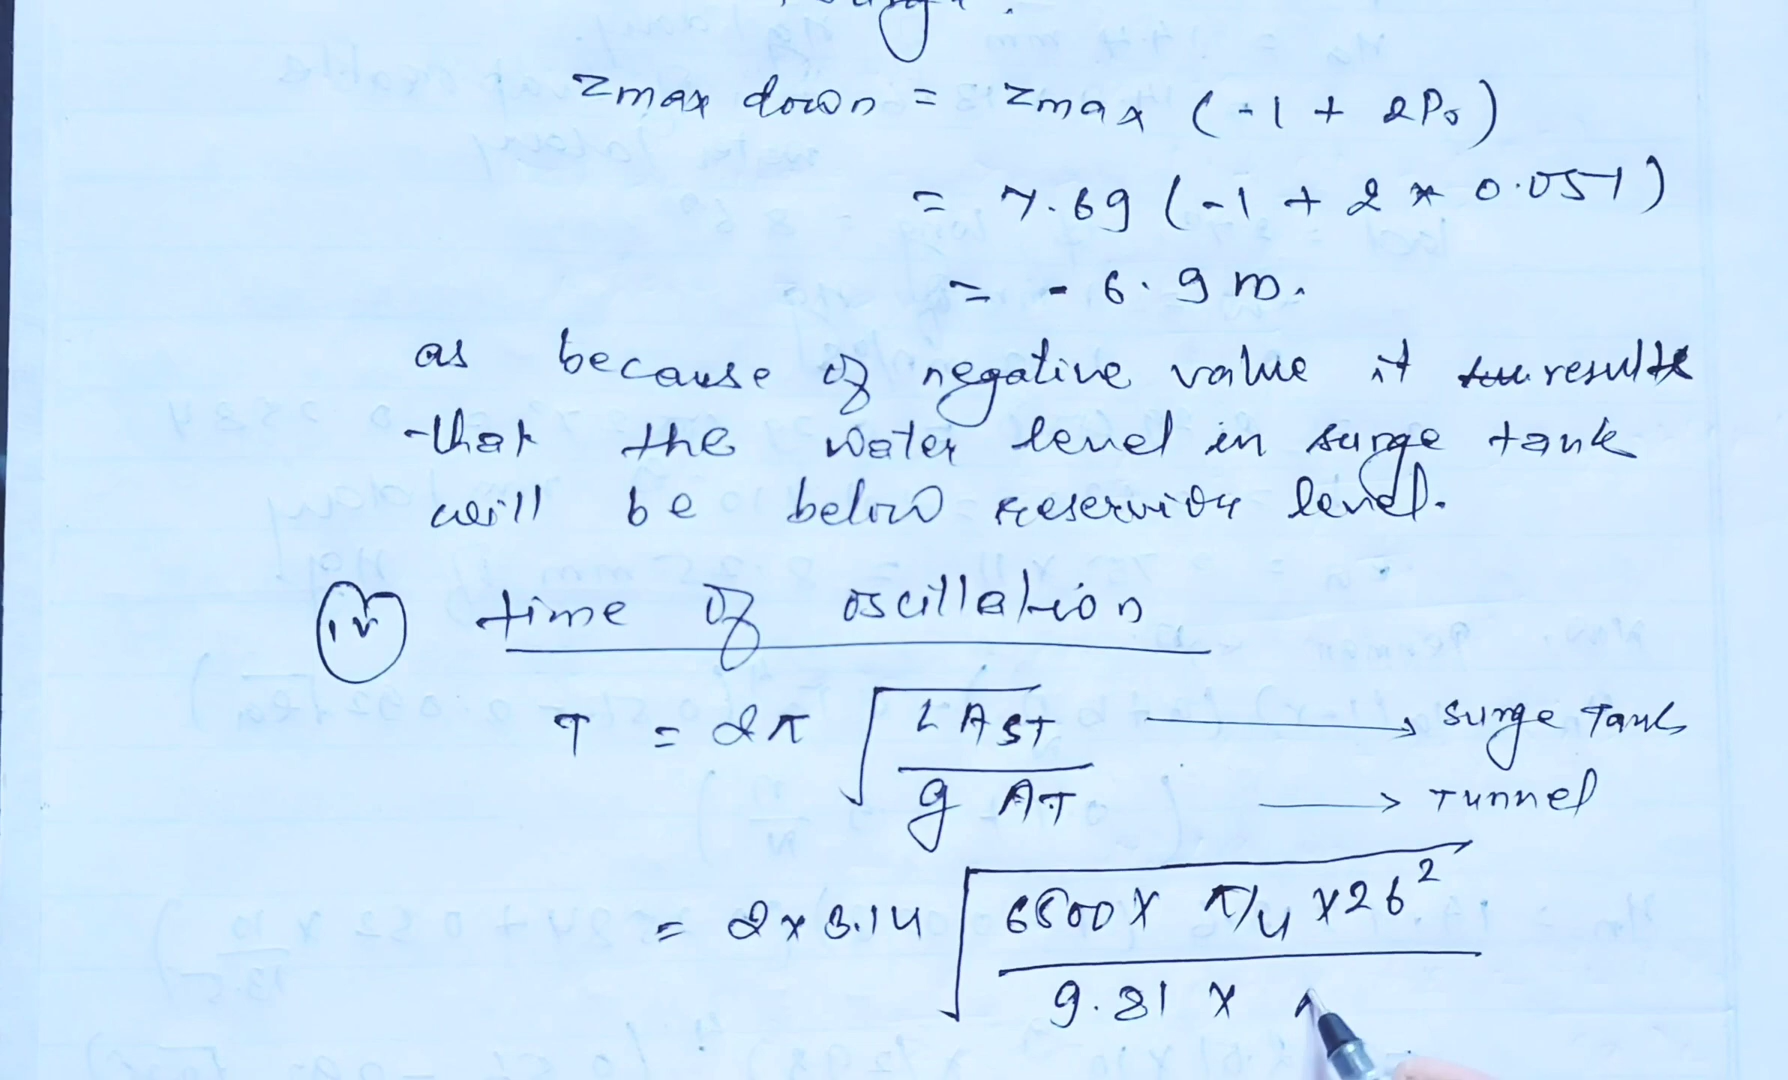 zmax down = zmax (-1 + 2P₀)
= 7.69 (-1 + 2 * 0.051)
= - 6.9 m.
as because of negative value it results
that the water level in surge tank
will be below reservior level.
iv time of oscillation
T = 2π √(L AST / g AT) → surge Tank
→ Tunnel
= 2 x 3.14 √(6500 x π/4 x 26² / 9.81 x